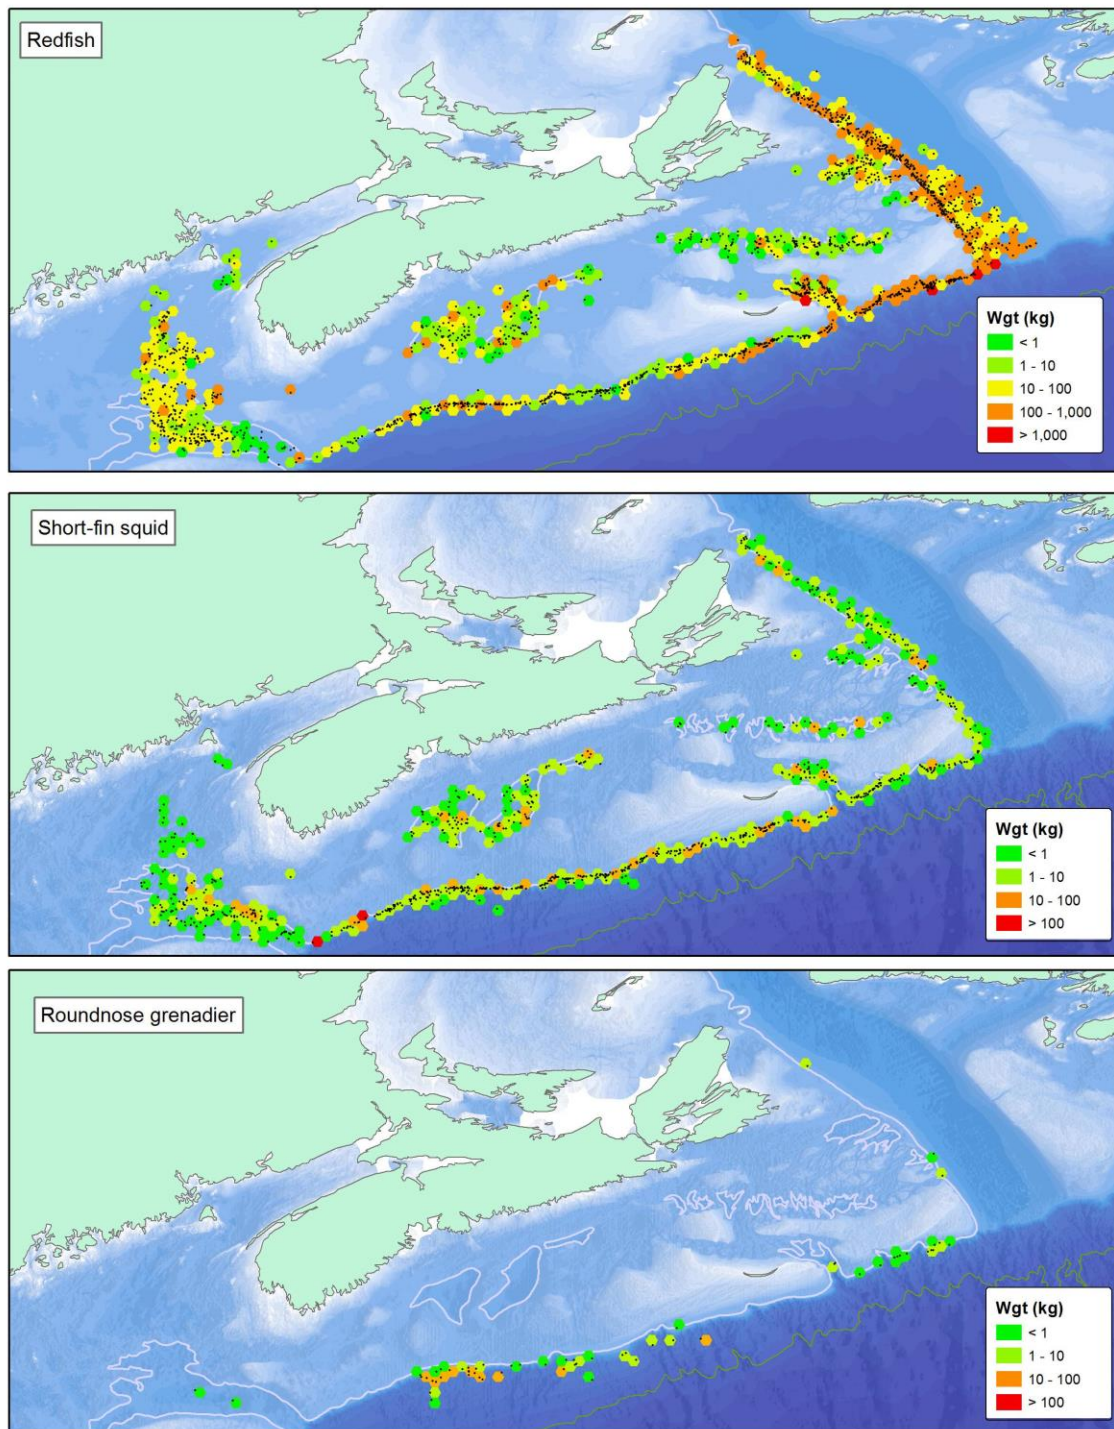 Redfish
Wgt (kg)
< 1
1 - 10
10 - 100
100 - 1,000
> 1,000
Short-fin squid
Wgt (kg)
< 1
1 - 10
10 - 100
> 100
Roundnose grenadier
Wgt (kg)
< 1
1 - 10
10 - 100
> 100